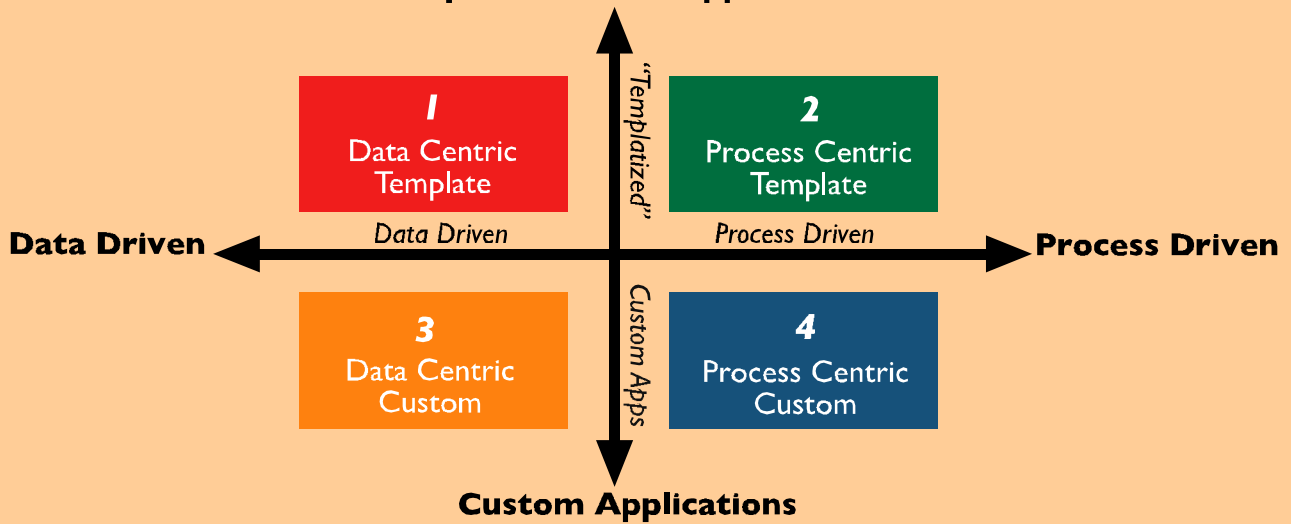 “Templatized”
1
Data Centric
Template
2
Process Centric
Template
Data Driven
Process Driven
Data Driven
Process Driven
3
Data Centric
Custom
Custom Apps
4
Process Centric
Custom
Custom Applications